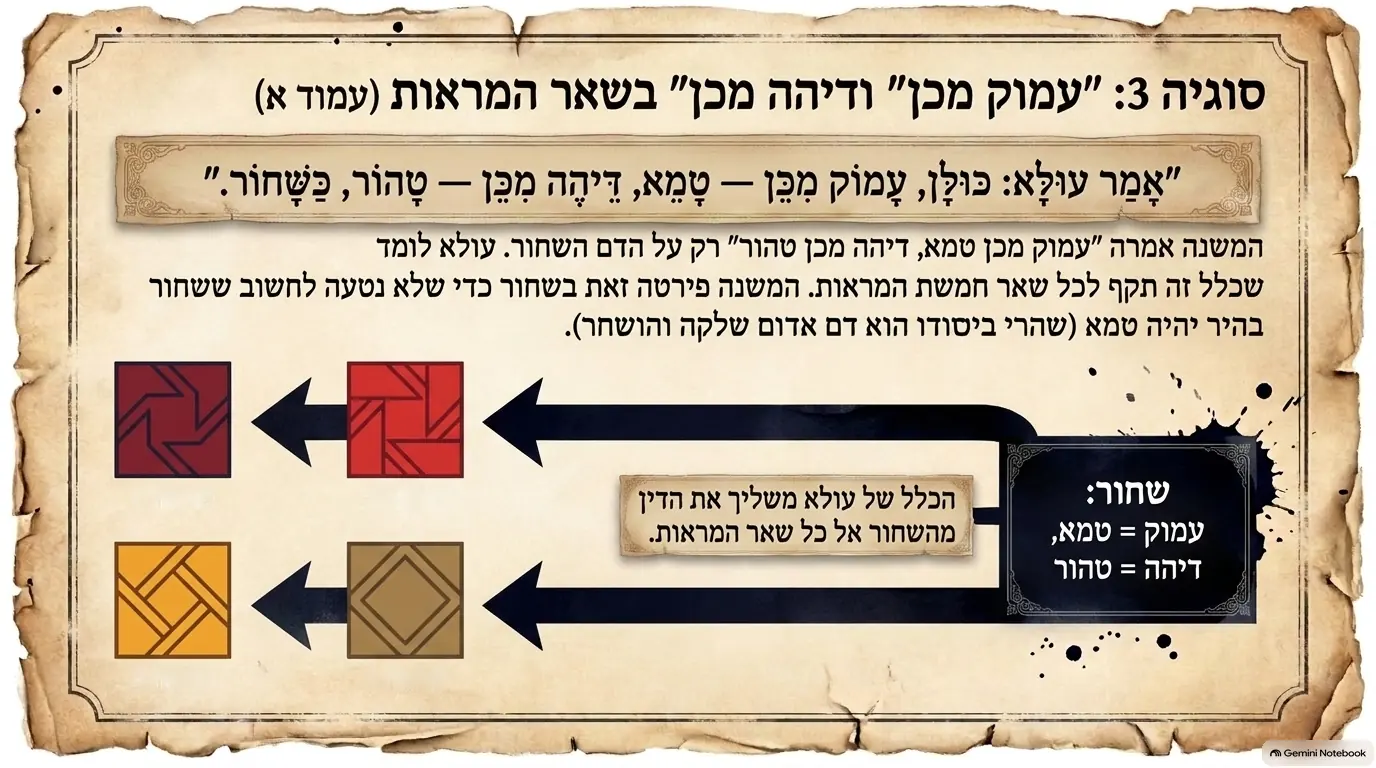 סוגיה 3: "עמוק מכן" ודיהה מכן" בשאר המראות (עמוד א)
"אָמַר עוּלָּא: כּוּלָּן, עָמוֹק מִכֵּן — טָמֵא, דֵּיהֶה מִכֵּן — טָהוֹר, כַּשָּׁחוֹר."
המשנה אמרה "עמוק מכן טמא, דיהה מכן טהור" רק על הדם השחור. עולא לומד
שכלל זה תקף לכל שאר חמשת המראות. המשנה פירטה זאת בשחור כדי שלא נטעה לחשוב ששחור
בהיר יהיה טמא (שהרי ביסודו הוא דם אדום שלקה והושחר).
שחור:
עמוק = טמא,
דיהה = טהור
הכלל של עולא משליך את הדין
מהשחור אל כל שאר המראות.
Gemini Notebook